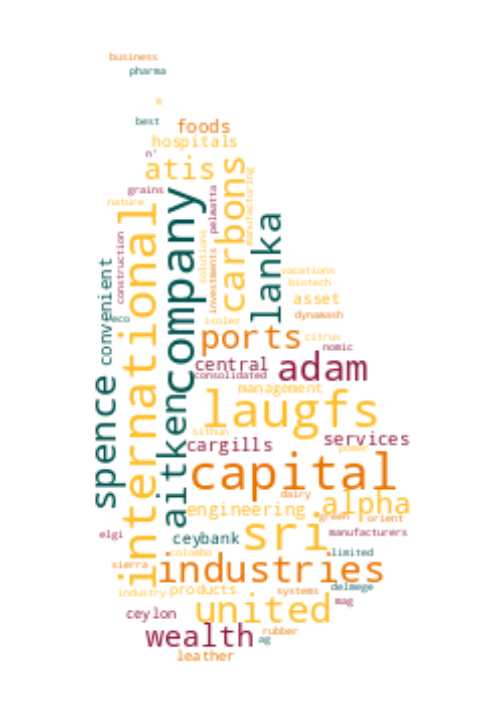 business
pharma
n
best
foods
hospitals
n'
atis
grains
nature
international
company
carbons
pelwatta
manufacturing
lanka
construction
solutions
investments
convenient
vacations
biotech
asset
eco
isolez
dynawash
ports
citrus
nomic
central
adam
consolidated
management
spence
aitken
laugfs
sithun
cargills
services
power
capital
dairy
alpha
engineering
green
orient
sri
elgi
ceybank
manufacturers
colombo
limited
sierra
industries
industry
products
systems
delmege
mag
united
ceylon
wealth
rubber
ag
leather